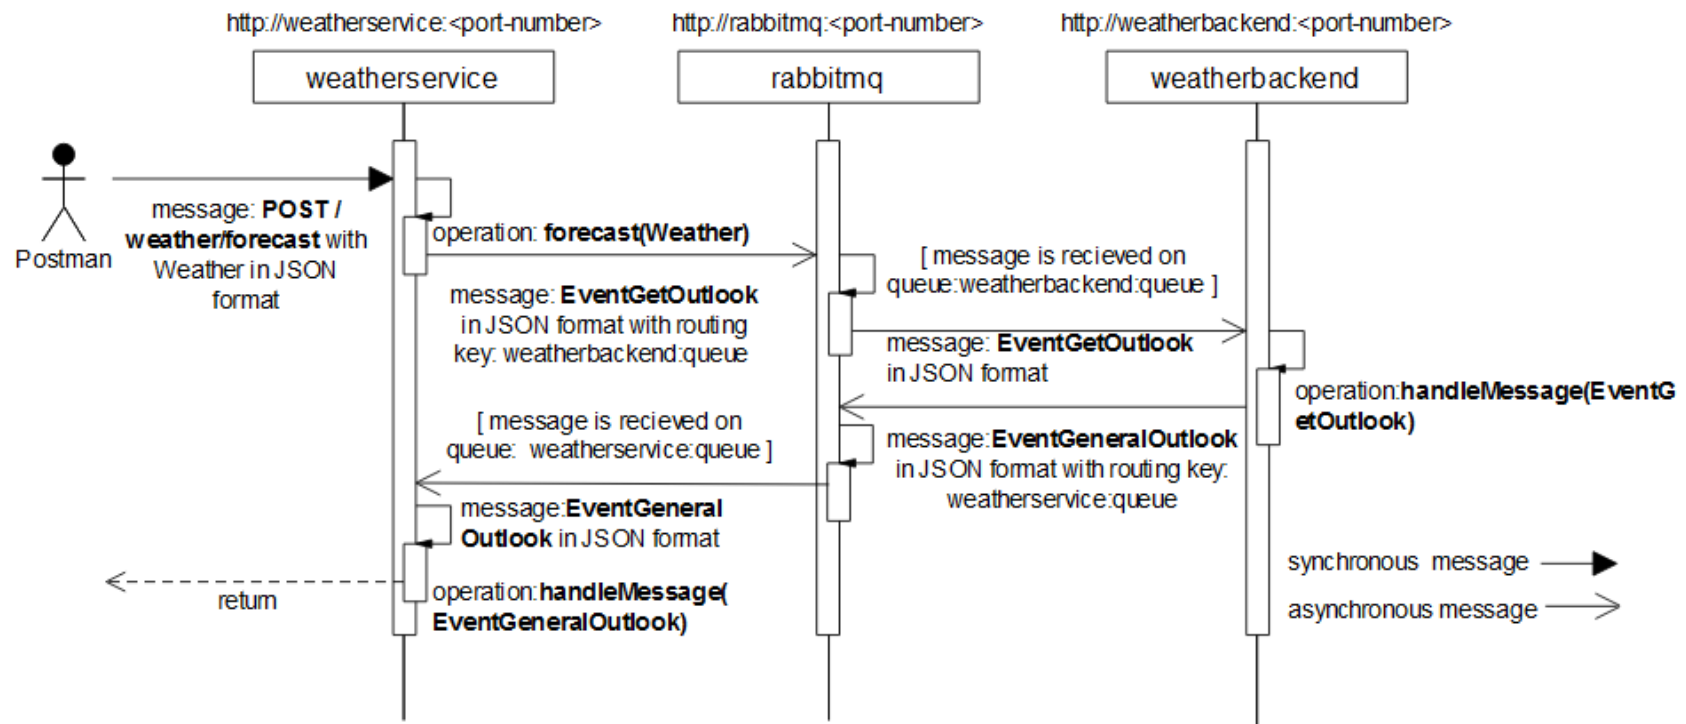 http://weatherservice:<port-number>
http://rabbitmq:<port-number>
http://weatherbackend:<port-number>
weatherservice
rabbitmq
weatherbackend
Postman
message: POST /
weather/forecast with
Weather in JSON
format
operation: forecast(Weather)
message: EventGetOutlook
in JSON format with routing
key: weatherbackend:queue
[ message is recieved on
queue:weatherbackend:queue ]
message: EventGetOutlook
in JSON format
operation:handleMessage(EventG
etOutlook)
message:EventGeneralOutlook
in JSON format with routing key:
weatherservice:queue
[ message is recieved on
queue: weatherservice:queue ]
message:EventGeneral
Outlook in JSON format
operation:handleMessage(
EventGeneralOutlook)
return
synchronous message
asynchronous message